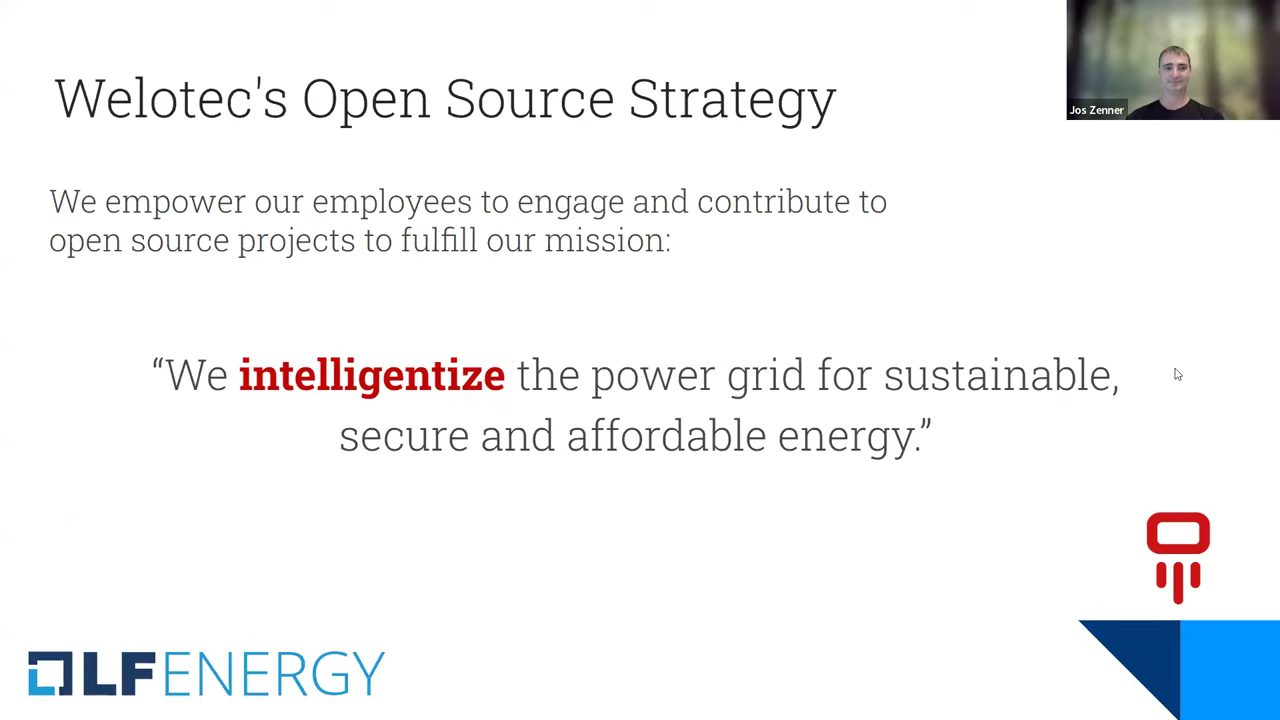 Welotec's Open Source Strategy
Jos Zenner
We empower our employees to engage and contribute to
open source projects to fulfill our mission:
“We intelligentize the power grid for sustainable,
secure and affordable energy.”
LFENERGY